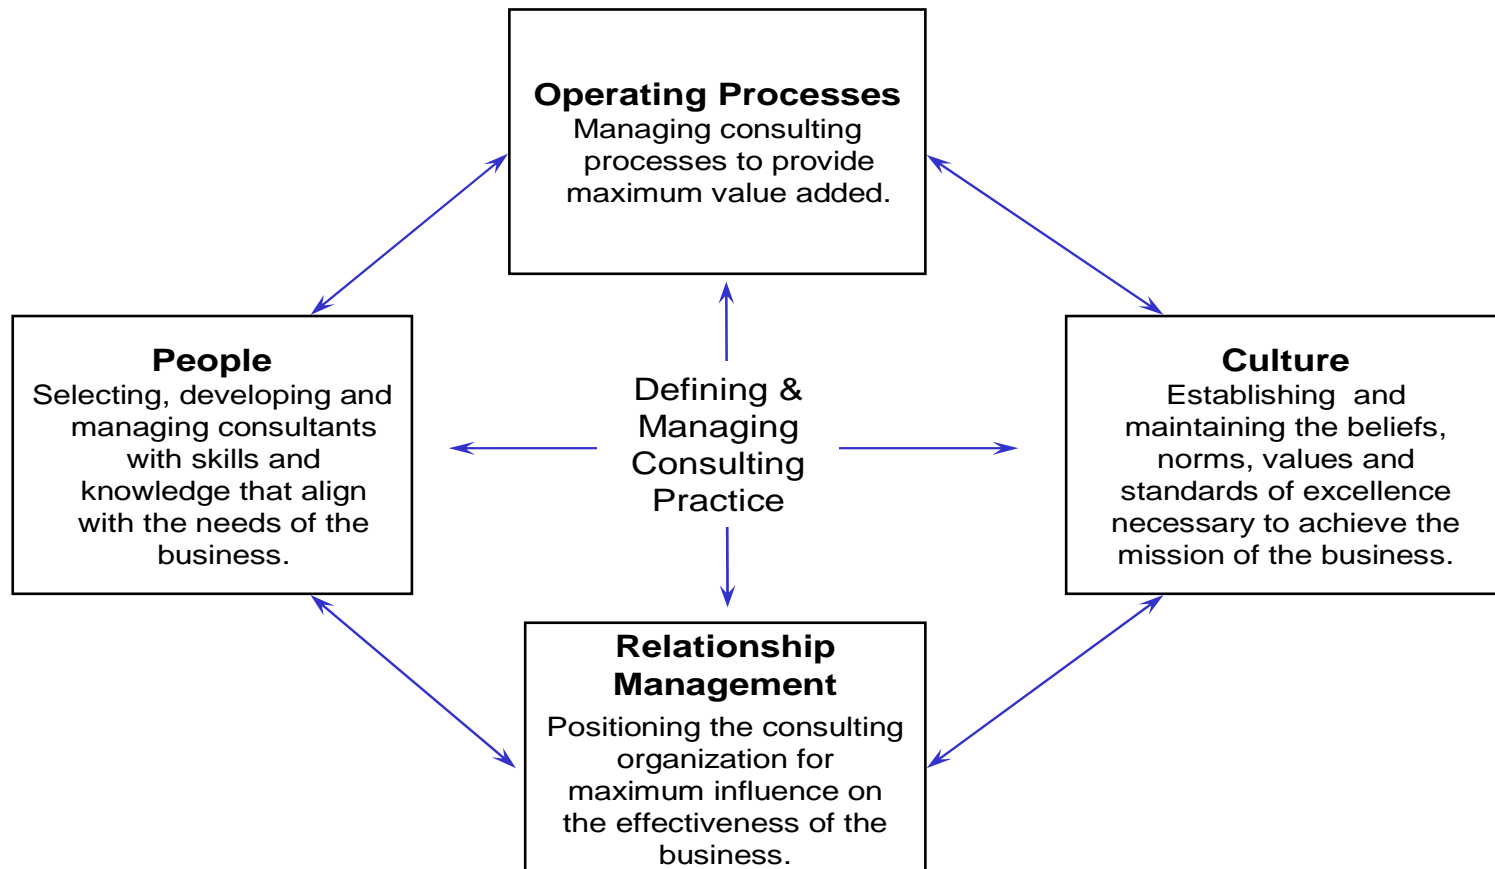 Operating Processes
Managing consulting
processes to provide
maximum value added.
People
Selecting, developing and
managing consultants
with skills and
knowledge that align
with the needs of the
business.
Defining &
Managing
Consulting
Practice
Culture
Establishing  and
maintaining the beliefs,
norms, values and
standards of excellence
necessary to achieve the
mission of the business.
Relationship
Management
Positioning the consulting
organization for
maximum influence on
the effectiveness of the
business.